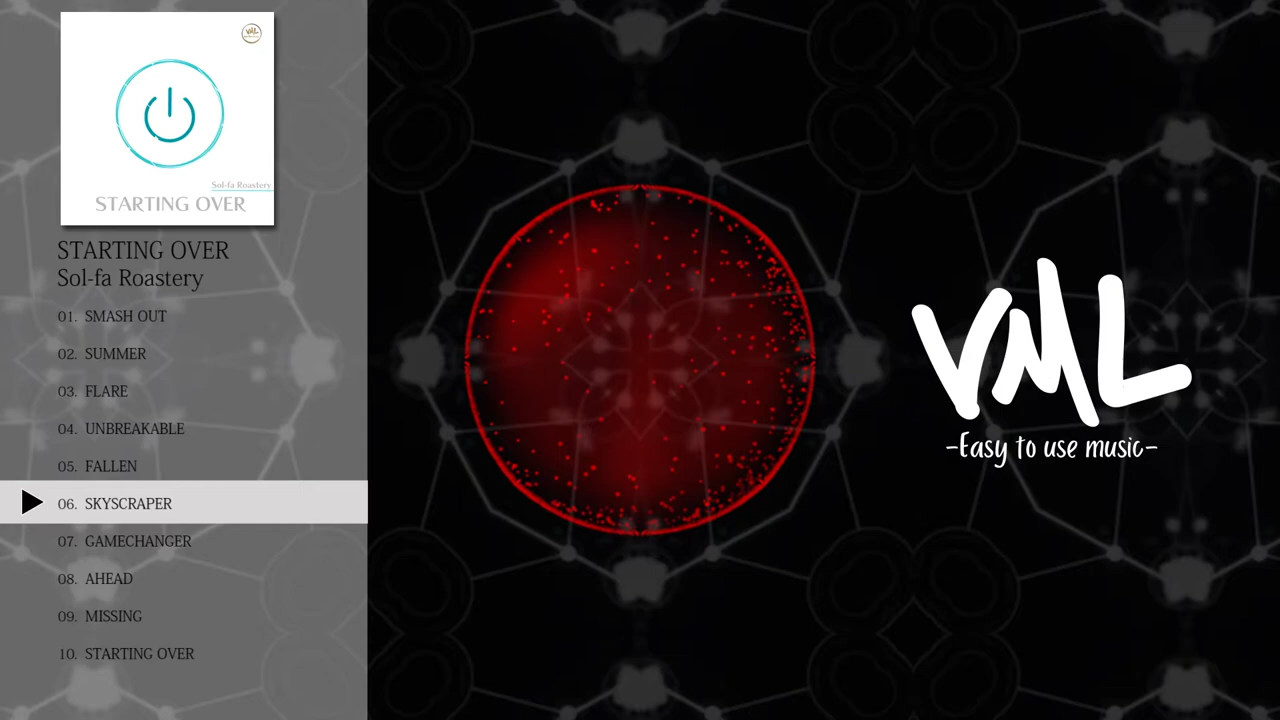 Sol-fa Roastery
STARTING OVER
STARTING OVER
Sol-fa Roastery
01. SMASH OUT
02. SUMMER
03. FLARE
04. UNBREAKABLE
05. FALLEN
06. SKYSCRAPER
07. GAMECHANGER
08. AHEAD
09. MISSING
10. STARTING OVER
VML
-Easy to use music-